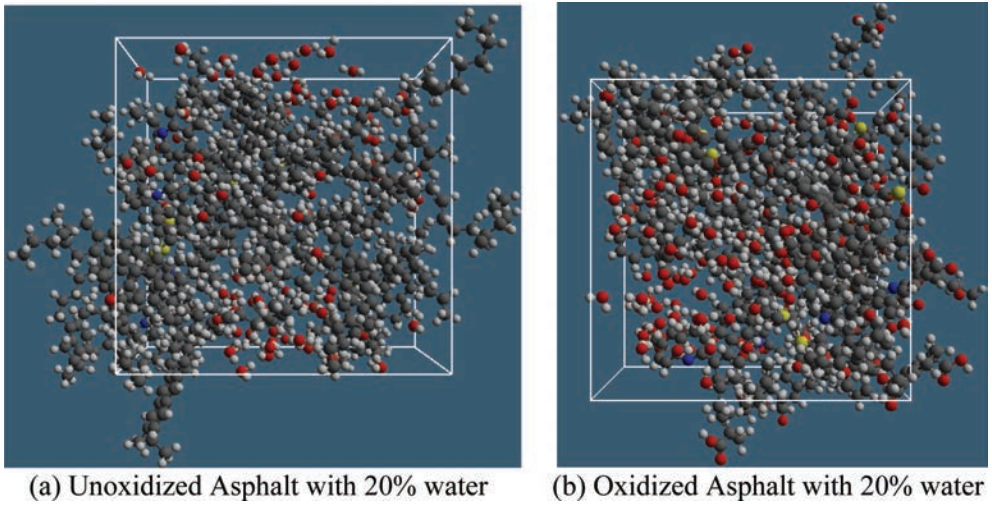 (a) Unoxidized Asphalt with 20% water
(b) Oxidized Asphalt with 20% water